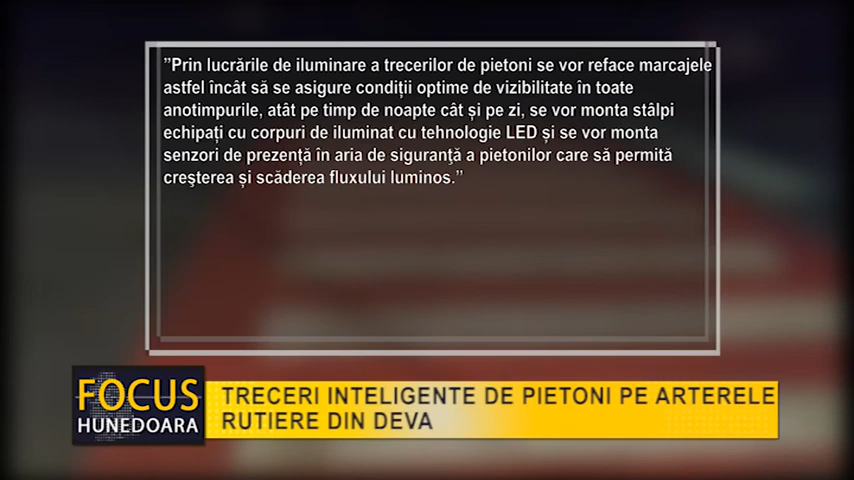 ”Prin lucrările de iluminare a trecerilor de pietoni se vor reface marcajele
astfel încât să se asigure condiții optime de vizibilitate în toate
anotimpurile, atât pe timp de noapte cât și pe zi, se vor monta stâlpi
echipați cu corpuri de iluminat cu tehnologie LED și se vor monta
senzori de prezență în aria de siguranţă a pietonilor care să permită
creşterea și scăderea fluxului luminos.”
FOCUS
HUNEDOARA
TRECERI INTELIGENTE DE PIETONI PE ARTERELE
RUTIERE DIN DEVA